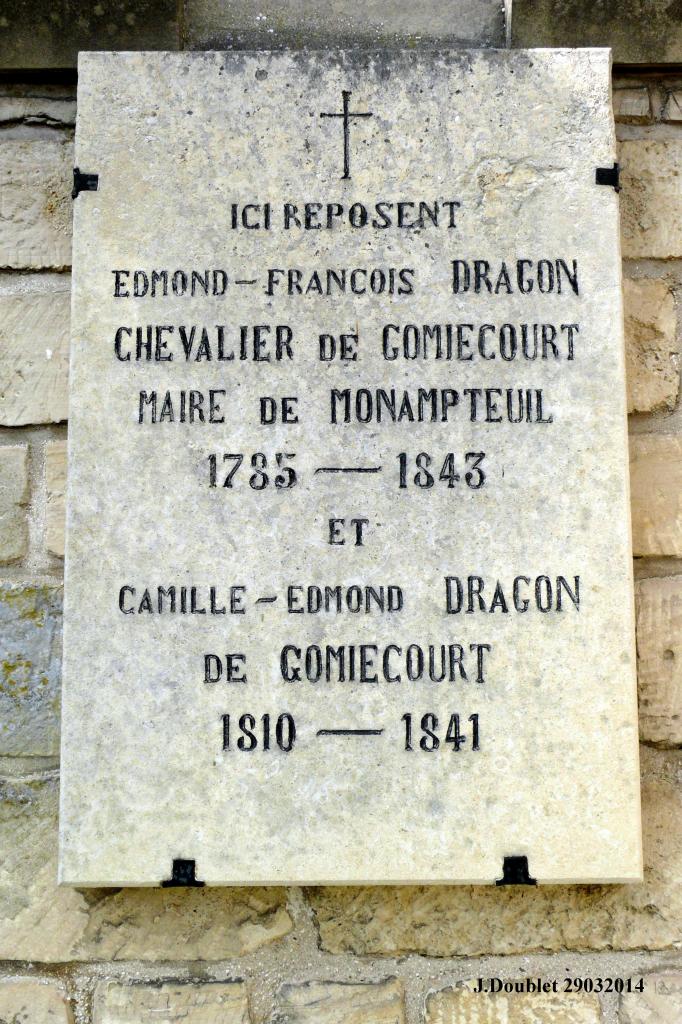 ICI REPOSENT
EDMOND-FRANCOIS DRAGON
CHEVALIER DE GOMIECOURT
MAIRE DE MONAMPTEUIL
1785 — 1843
ET
CAMILLE-EDMOND DRAGON
DE GOMIECOURT
1810 — 1841
J.Doublet 29032014